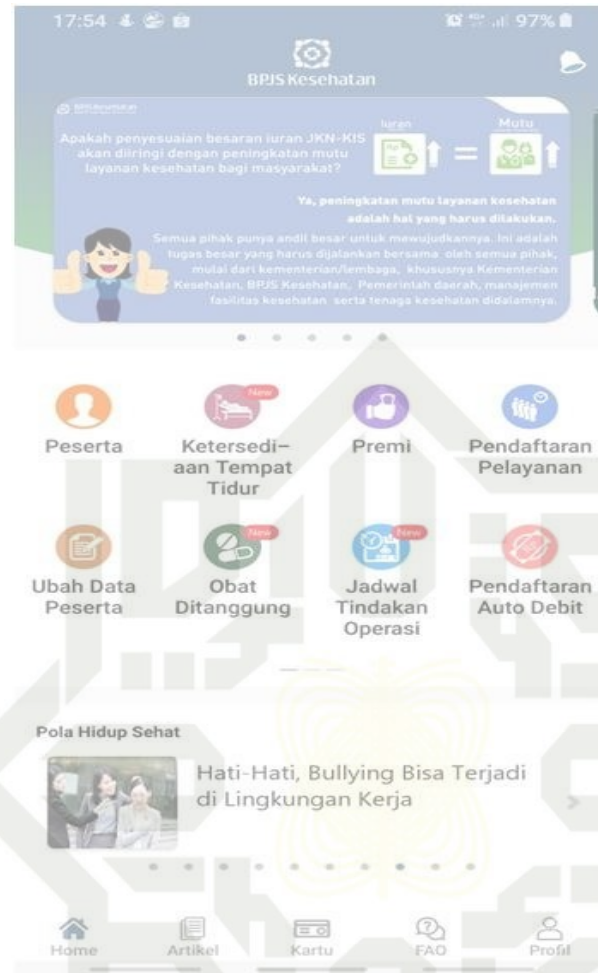 17:54
97%
BPJS Kesehatan
BPJS Kesehatan
Apakah penyesuaian besaran iuran JKN-KIS
akan diiringi dengan peningkatan mutu
layanan kesehatan bagi masyarakat?
Iuran
Mutu
=
Ya, peningkatan mutu layanan kesehatan
adalah hal yang harus dilakukan.
Semua pihak punya andil besar untuk mewujudkannya. Ini adalah
tugas besar yang harus dijalankan bersama oleh semua pihak,
mulai dari kementerian/lembaga, khususnya Kementerian
Kesehatan, BPJS Kesehatan, Pemerintah daerah, manajemen
fasilitas kesehatan serta tenaga kesehatan didalamnya.
Peserta
New
Ketersedi-
aan Tempat
Tidur
Premi
Pendaftaran
Pelayanan
Ubah Data
Peserta
New
Obat
Ditanggung
New
Jadwal
Tindakan
Operasi
Pendaftaran
Auto Debit
Pola Hidup Sehat
Hati-Hati, Bullying Bisa Terjadi
di Lingkungan Kerja
Home
Artikel
Kartu
FAQ
Profil